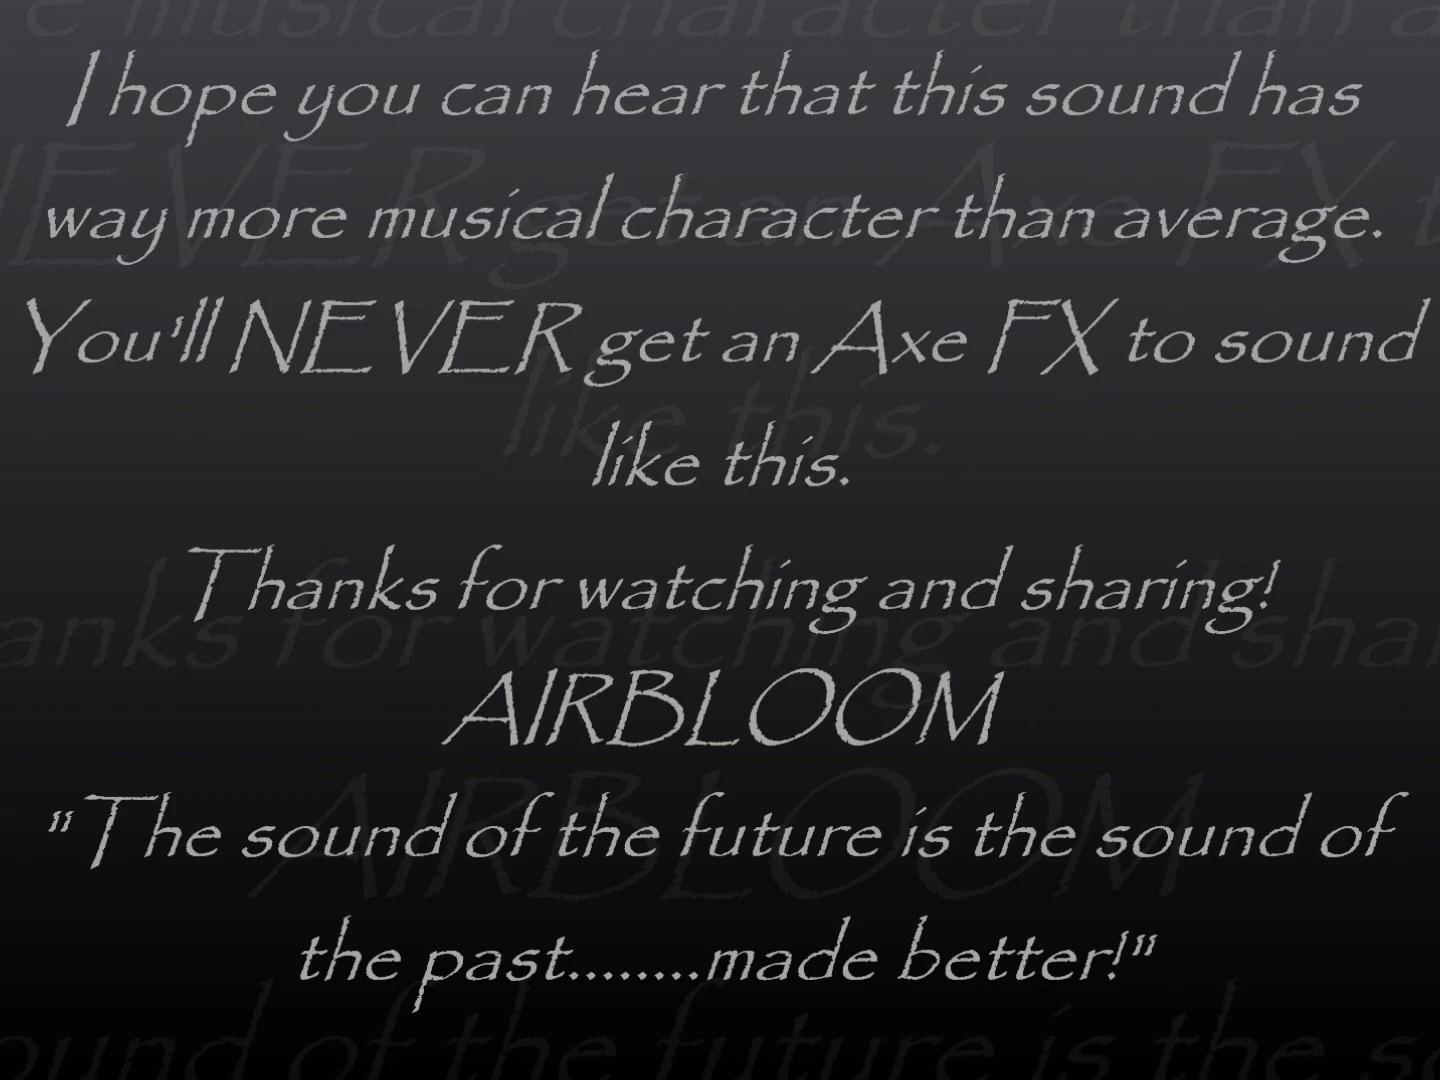 I hope you can hear that this sound has
way more musical character than average.
You'll NEVER get an Axe FX to sound
like this.
Thanks for watching and sharing!
AIRBLOOM
"The sound of the future is the sound of
the past........made better!"